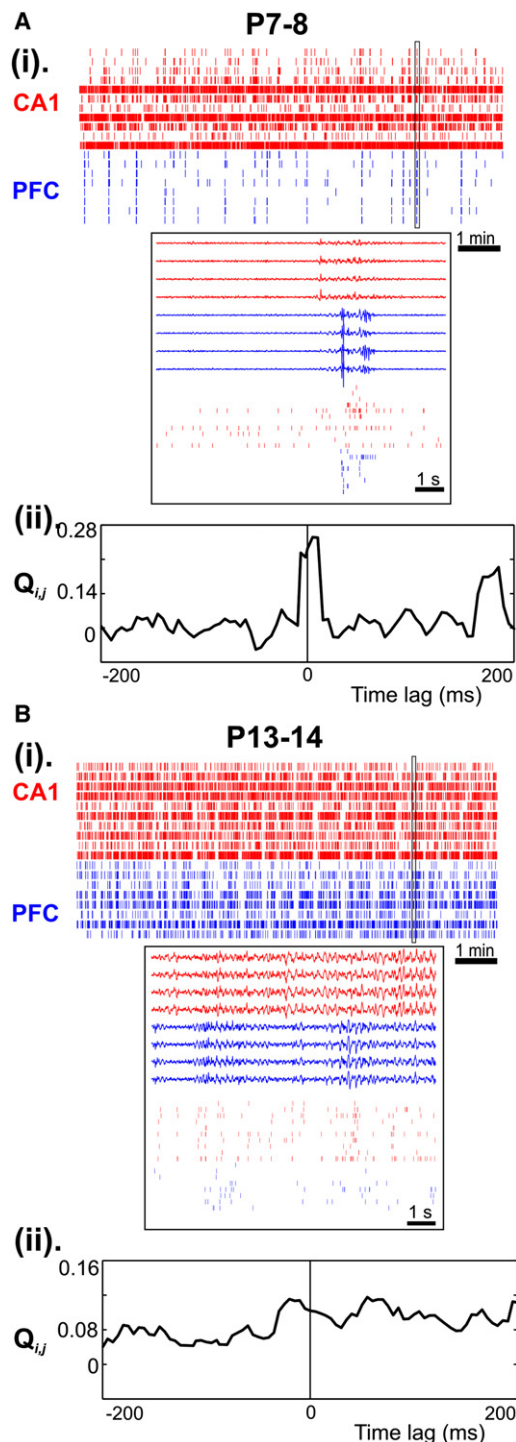 A
P7-8
(i).
CA1
PFC
1 min
1 s
(ii).
0.28
Qi,j
0.14
0
-200
0
200
Time lag (ms)
B
P13-14
(i).
CA1
PFC
1 min
1 s
(ii).
0.16
Qi,j
0.08
0
-200
0
200
Time lag (ms)